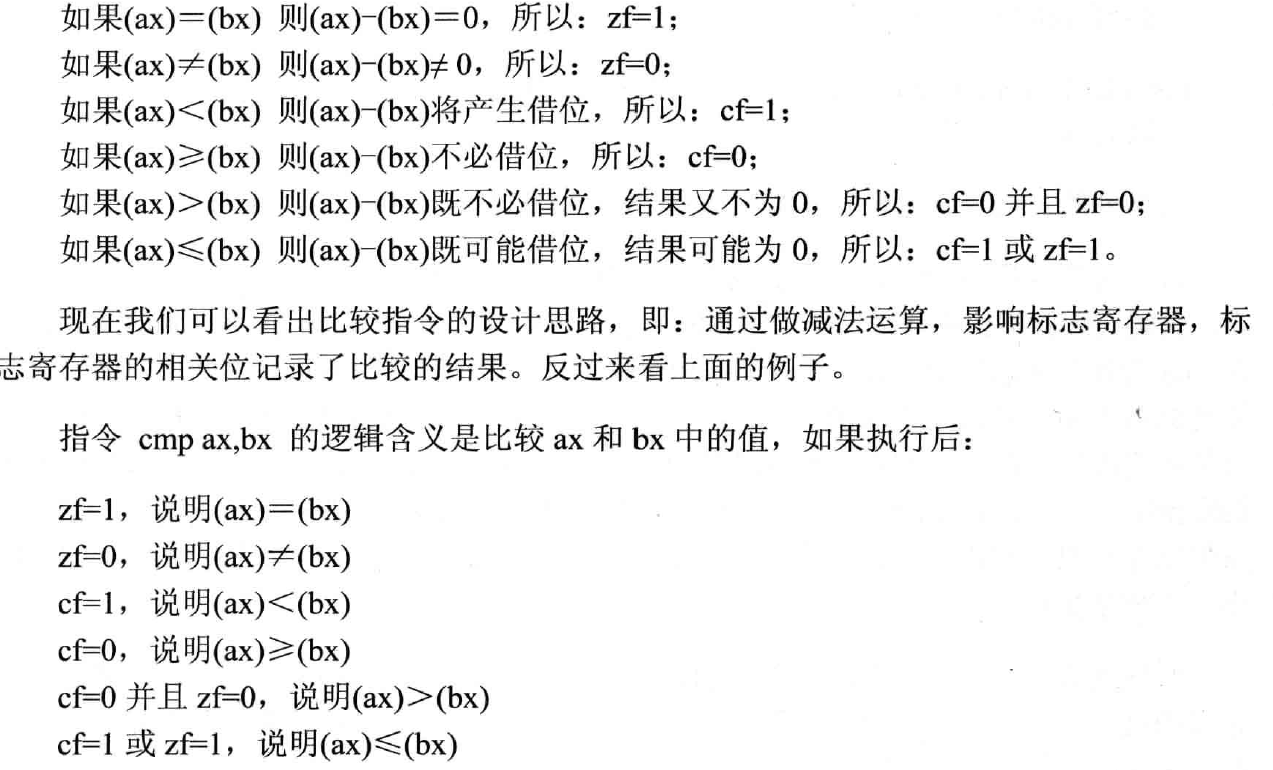 如果(ax)＝(bx) 则(ax)-(bx)＝0，所以：zf=1；
如果(ax)≠(bx) 则(ax)-(bx)≠0，所以：zf=0；
如果(ax)＜(bx) 则(ax)-(bx)将产生借位，所以：cf=1；
如果(ax)≥(bx) 则(ax)-(bx)不必借位，所以：cf=0；
如果(ax)＞(bx) 则(ax)-(bx)既不必借位，结果又不为 0，所以：cf=0 并且 zf=0；
如果(ax)≤(bx) 则(ax)-(bx)既可能借位，结果可能为 0，所以：cf=1 或 zf=1。
现在我们可以看出比较指令的设计思路，即：通过做减法运算，影响标志寄存器，标
志寄存器的相关位记录了比较的结果。反过来看上面的例子。
指令 cmp ax,bx 的逻辑含义是比较 ax 和 bx 中的值，如果执行后：
zf=1，说明(ax)＝(bx)
zf=0，说明(ax)≠(bx)
cf=1，说明(ax)＜(bx)
cf=0，说明(ax)≥(bx)
cf=0 并且 zf=0，说明(ax)＞(bx)
cf=1 或 zf=1，说明(ax)≤(bx)